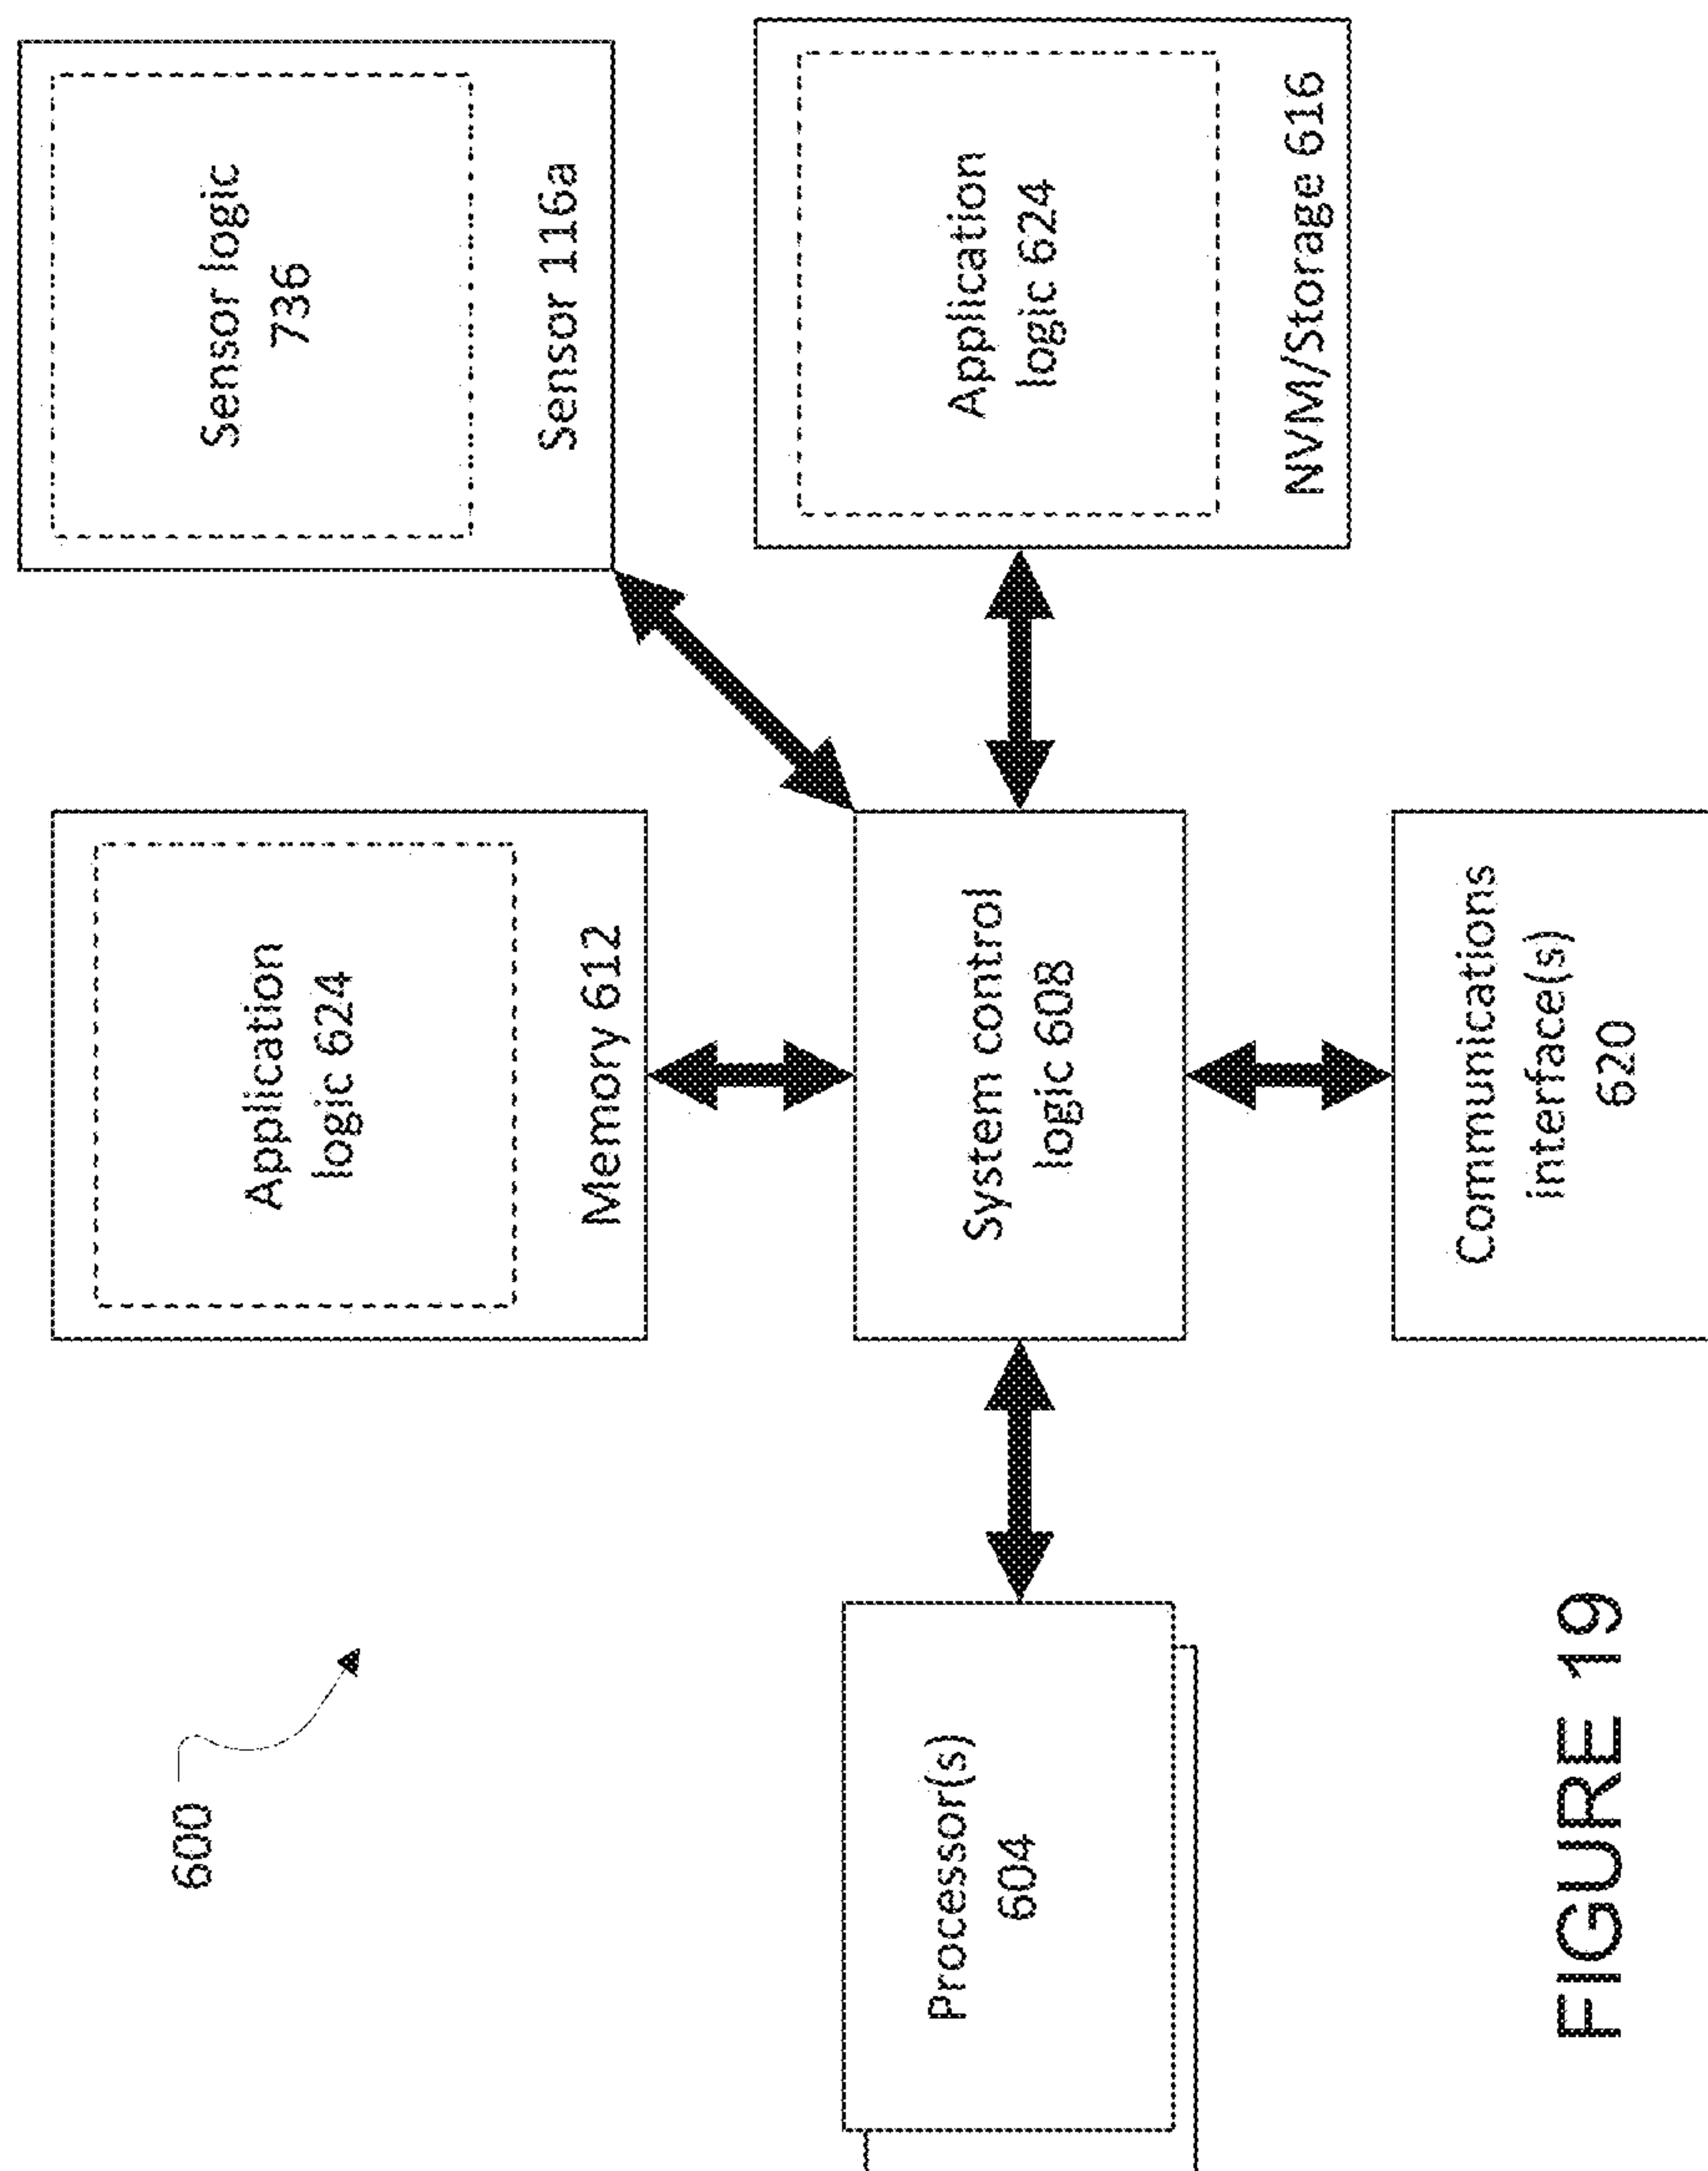 600
Application
logic 624
Memory 612
Sensor logic
736
Sensor 116a
Processor(s)
604
System control
logic 608
Application
logic 624
NVM/Storage 616
Communications
interface(s)
620
FIGURE 19